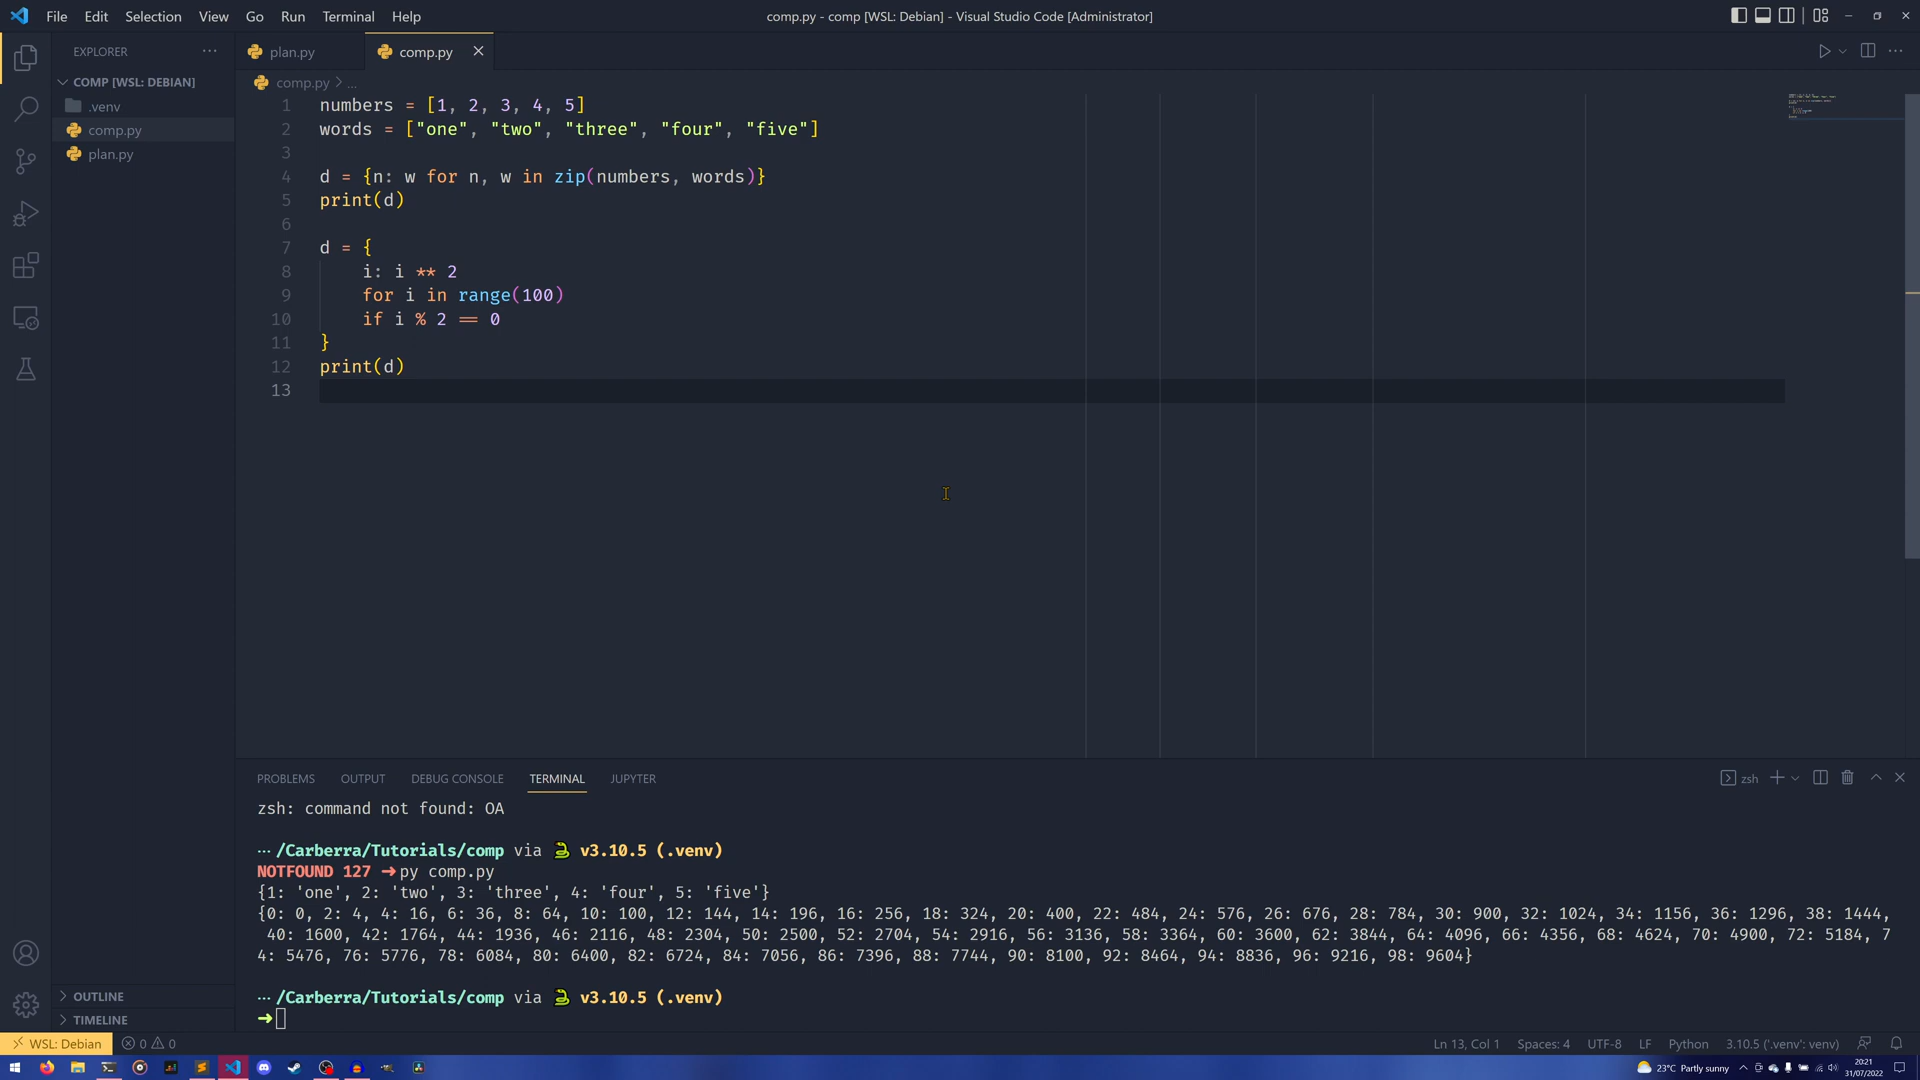 File Edit Selection View Go Run Terminal Help
comp.py - comp [WSL: Debian] - Visual Studio Code [Administrator]
EXPLORER
COMP [WSL: DEBIAN]
.venv
comp.py
plan.py
OUTLINE
TIMELINE
plan.py
comp.py
comp.py > ...
1 numbers = [1, 2, 3, 4, 5]
2 words = ["one", "two", "three", "four", "five"]
3
4 d = {n: w for n, w in zip(numbers, words)}
5 print(d)
6
7 d = {
8 i: i ** 2
9 for i in range(100)
10 if i % 2 == 0
11 }
12 print(d)
13
PROBLEMS OUTPUT DEBUG CONSOLE TERMINAL JUPYTER
zsh
zsh: command not found: OA
··· /Carberra/Tutorials/comp via 🐍 v3.10.5 (.venv)
NOTFOUND 127 ➜py comp.py
{1: 'one', 2: 'two', 3: 'three', 4: 'four', 5: 'five'}
{0: 0, 2: 4, 4: 16, 6: 36, 8: 64, 10: 100, 12: 144, 14: 196, 16: 256, 18: 324, 20: 400, 22: 484, 24: 576, 26: 676, 28: 784, 30: 900, 32: 1024, 34: 1156, 36: 1296, 38: 1444,
40: 1600, 42: 1764, 44: 1936, 46: 2116, 48: 2304, 50: 2500, 52: 2704, 54: 2916, 56: 3136, 58: 3364, 60: 3600, 62: 3844, 64: 4096, 66: 4356, 68: 4624, 70: 4900, 72: 5184, 7
4: 5476, 76: 5776, 78: 6084, 80: 6400, 82: 6724, 84: 7056, 86: 7396, 88: 7744, 90: 8100, 92: 8464, 94: 8836, 96: 9216, 98: 9604}
··· /Carberra/Tutorials/comp via 🐍 v3.10.5 (.venv)
➜
WSL: Debian 0 0
Ln 13, Col 1 Spaces: 4 UTF-8 LF Python 3.10.5 ('.venv': venv)
23°C Partly sunny
20:21
31/07/2022